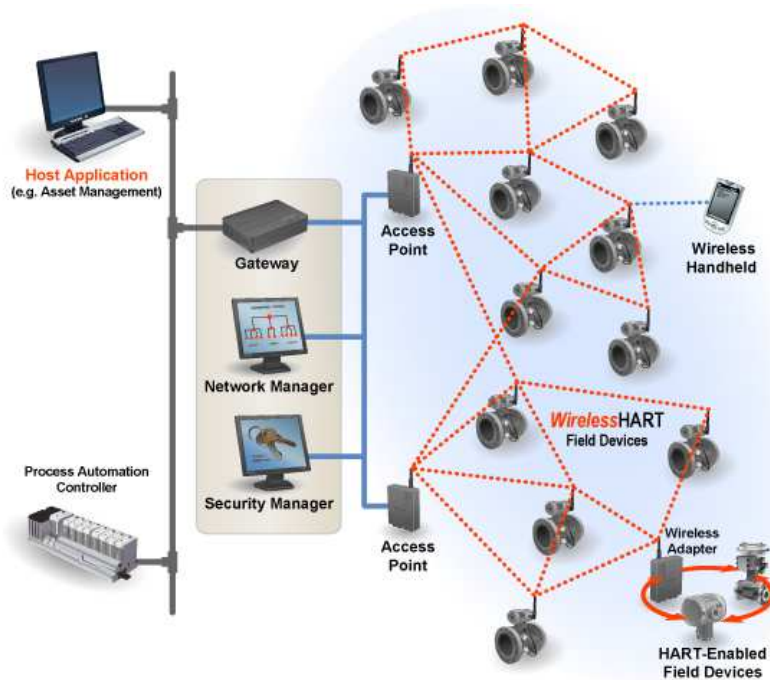 Host Application
(e.g. Asset Management)
Gateway
Access
Point
Wireless
Handheld
Network Manager
WirelessHART
Field Devices
Security Manager
Process Automation
Controller
Access
Point
Wireless
Adapter
HART-Enabled
Field Devices